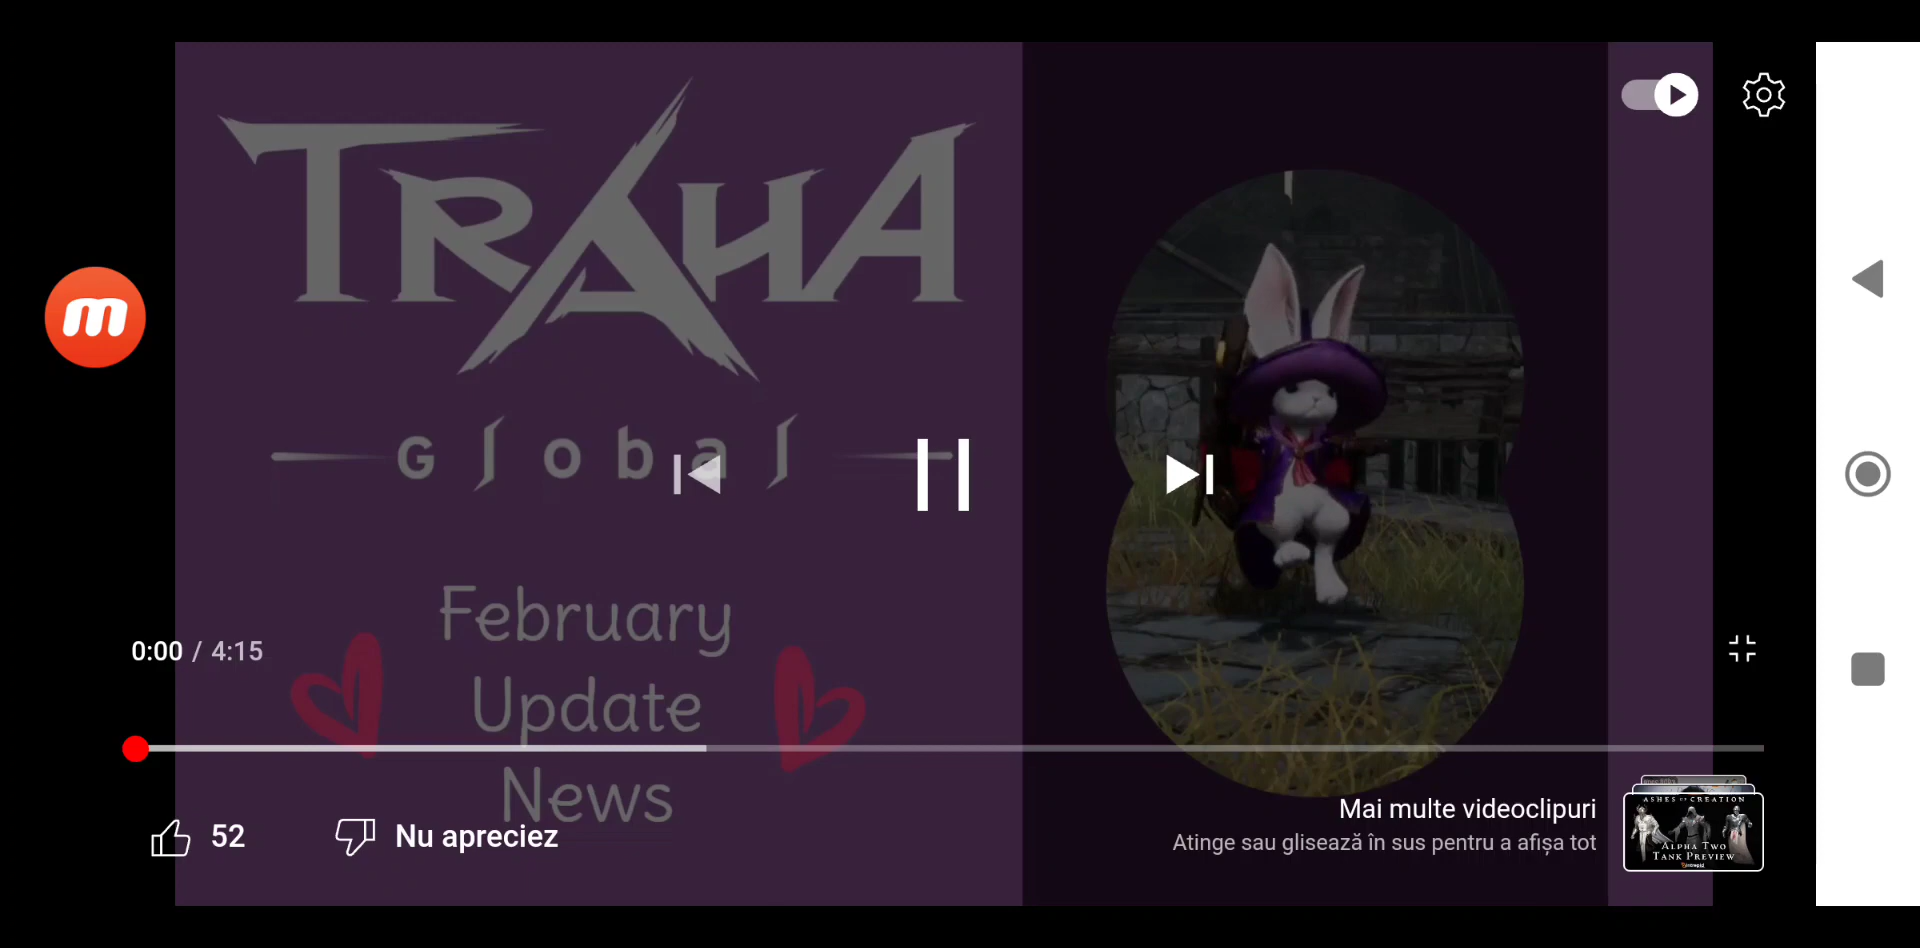 TRAHA
Global
February
Update
News
0:00 / 4:15
52
Nu apreciez
Mai multe videoclipuri
Atinge sau glisează în sus pentru a afișa tot
ASHES OF CREATION
ALPHA TWO
TANK PREVIEW
intrepid
m